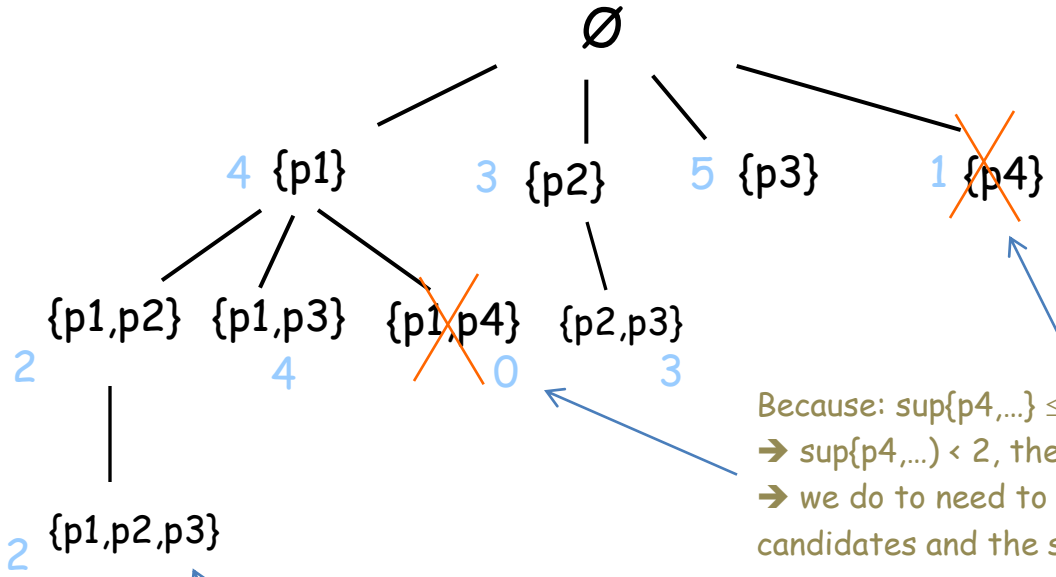 Ø
4 {p1} 3 {p2} 5 {p3} 1 {p4}
{p1,p2} {p1,p3} {p1,p4} {p2,p3}
2 4 0 3
Because: sup{p4,…} ≤
➔ sup{p4,…) < 2, the
➔ we do to need to
candidates and the s
2 {p1,p2,p3}